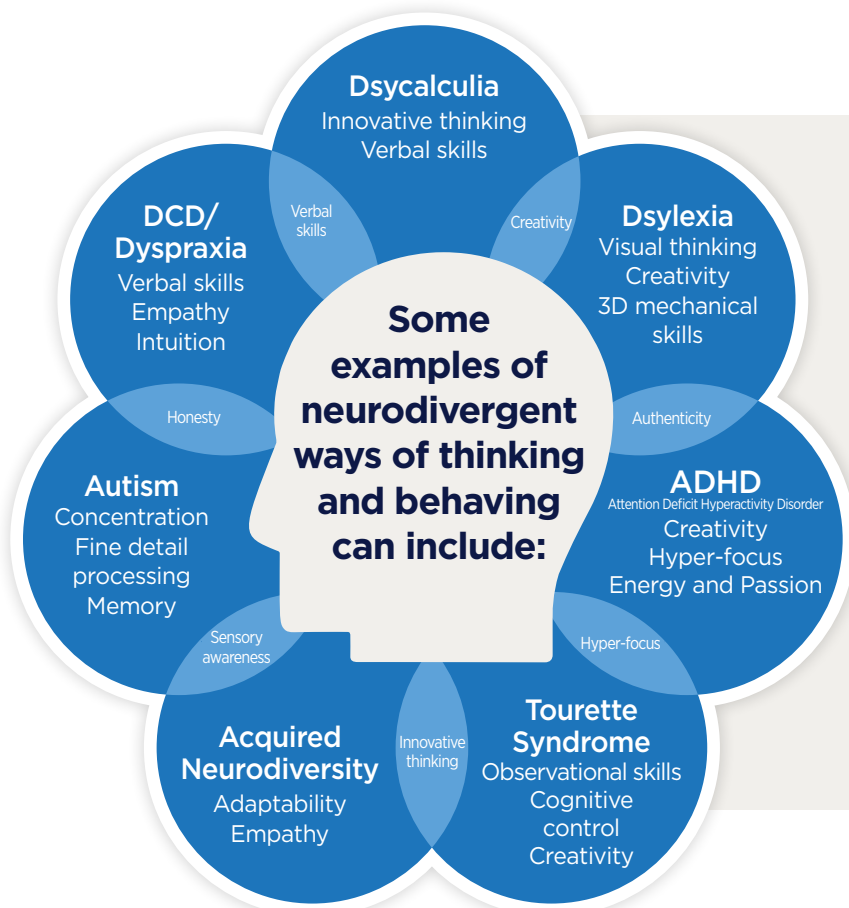 Dsycalculia
Innovative thinking
Verbal skills
Verbal
skills
Creativity
DCD/
Dyspraxia
Verbal skills
Empathy
Intuition
Dsylexia
Visual thinking
Creativity
3D mechanical
skills
Some
examples of
neurodivergent
ways of thinking
and behaving
can include:
Honesty
Authenticity
Autism
Concentration
Fine detail
processing
Memory
ADHD
Attention Deficit Hyperactivity Disorder
Creativity
Hyper-focus
Energy and Passion
Sensory
awareness
Hyper-focus
Acquired
Neurodiversity
Adaptability
Empathy
Innovative
thinking
Tourette
Syndrome
Observational skills
Cognitive
control
Creativity